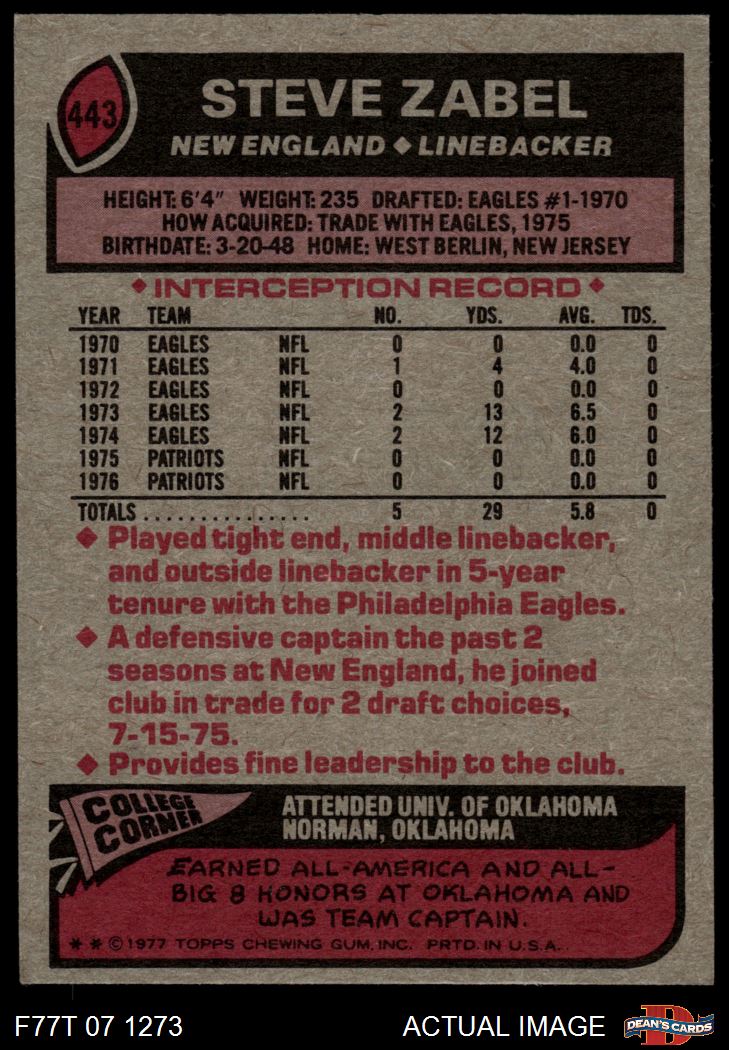 443
STEVE ZABEL
NEW ENGLAND ◆ LINEBACKER
HEIGHT: 6'4" WEIGHT: 235 DRAFTED: EAGLES #1-1970
HOW ACQUIRED: TRADE WITH EAGLES, 1975
BIRTHDATE: 3-20-48 HOME: WEST BERLIN, NEW JERSEY
◆ INTERCEPTION RECORD ◆
YEAR TEAM NO. YDS. AVG. TDS.
1970 EAGLES NFL 0 0 0.0 0
1971 EAGLES NFL 1 4 4.0 0
1972 EAGLES NFL 0 0 0.0 0
1973 EAGLES NFL 2 13 6.5 0
1974 EAGLES NFL 2 12 6.0 0
1975 PATRIOTS NFL 0 0 0.0 0
1976 PATRIOTS NFL 0 0 0.0 0
TOTALS ............... 5 29 5.8 0
◆ Played tight end, middle linebacker,
and outside linebacker in 5-year
tenure with the Philadelphia Eagles.
◆ A defensive captain the past 2
seasons at New England, he joined
club in trade for 2 draft choices,
7-15-75.
◆ Provides fine leadership to the club.
COLLEGE
CORNER
ATTENDED UNIV. OF OKLAHOMA
NORMAN, OKLAHOMA
EARNED ALL-AMERICA AND ALL-
BIG 8 HONORS AT OKLAHOMA AND
WAS TEAM CAPTAIN.
* * © 1977 TOPPS CHEWING GUM, INC. PRTD. IN U.S.A.
F77T 07 1273
ACTUAL IMAGE
D
DEAN'S CARDS